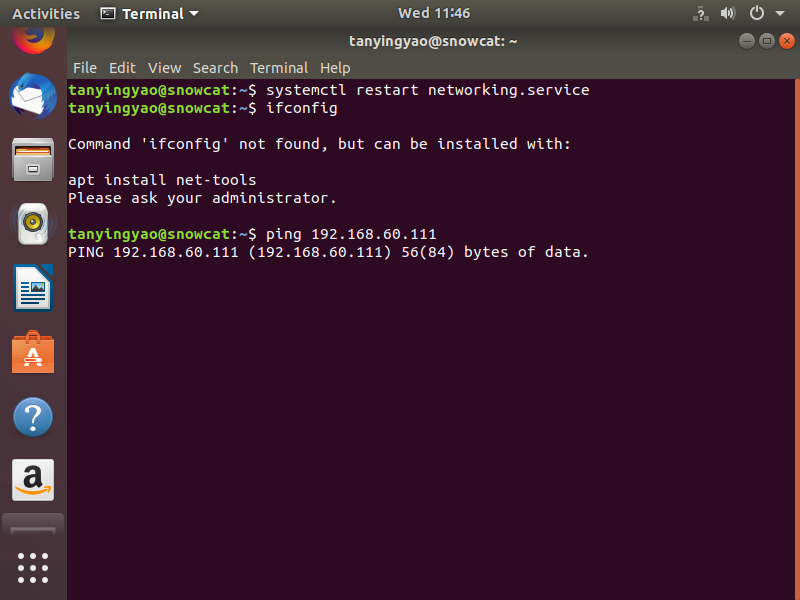 Activities Terminal Wed 11:46
tanyingyao@snowcat: ~
File Edit View Search Terminal Help
tanyingyao@snowcat:~$ systemctl restart networking.service
tanyingyao@snowcat:~$ ifconfig
Command 'ifconfig' not found, but can be installed with:
apt install net-tools
Please ask your administrator.
tanyingyao@snowcat:~$ ping 192.168.60.111
PING 192.168.60.111 (192.168.60.111) 56(84) bytes of data.